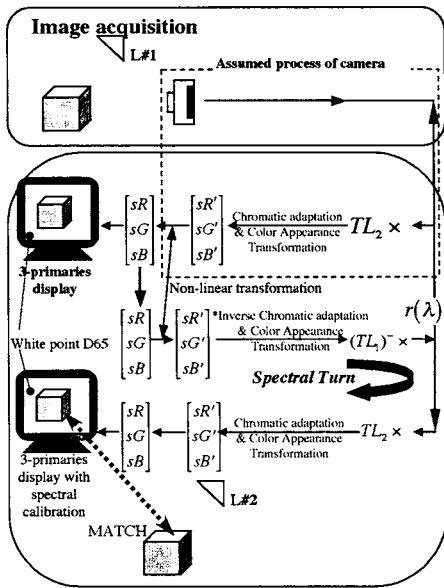 Image acquisition
L#1
Assumed process of camera
[sR sG sB]
[sR' sG' sB']
Chromatic adaptation
& Color Appearance
Transformation
TL₂ ×
3-primaries
display
Non-linear transformation
r(λ)
[sR sG sB]
[sR' sG' sB']
*Inverse Chromatic adaptation
& Color Appearance
Transformation
(TL₁)⁻ ×
White point D65
Spectral Turn
[sR sG sB]
[sR' sG' sB']
Chromatic adaptation
& Color Appearance
Transformation
TL₂ ×
3-primaries
display with
spectral
calibration
L#2
MATCH